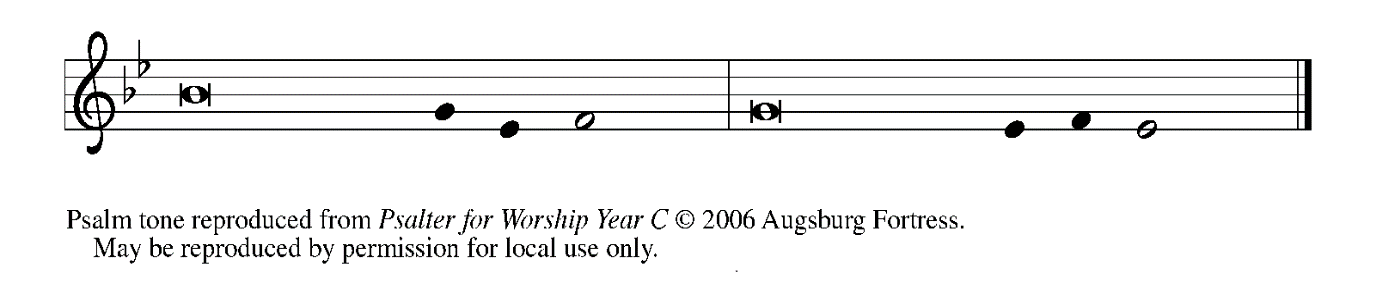 Psalm tone reproduced from Psalter for Worship Year C © 2006 Augsburg Fortress.
May be reproduced by permission for local use only.